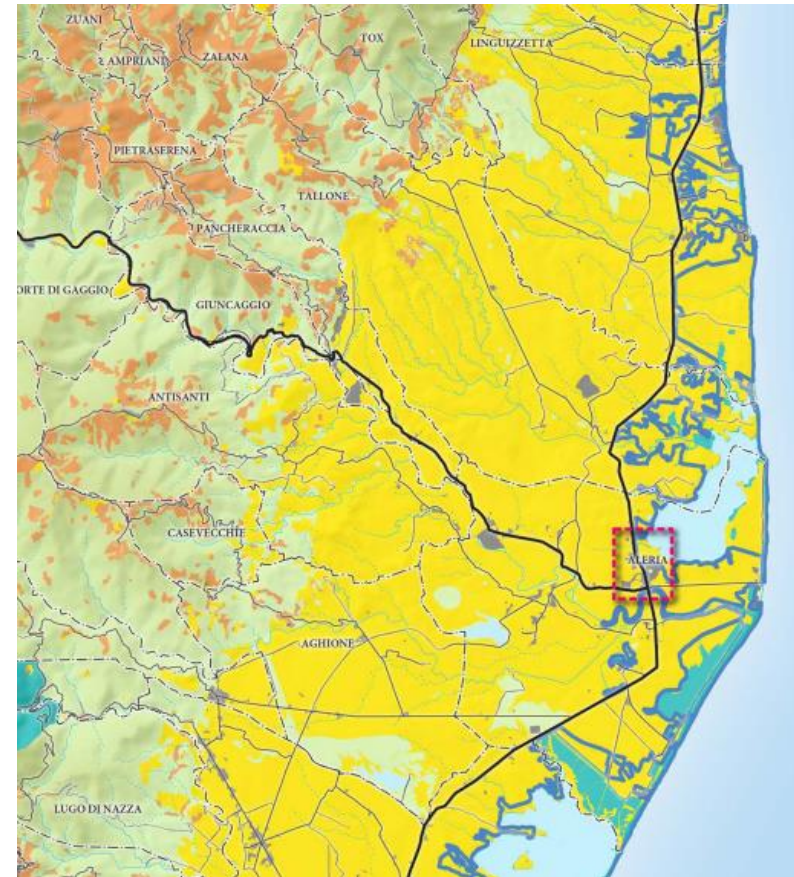 ZUANI
TOX
LINGUIZZETTA
AMPRIANI
ZALANA
PIETRASERENA
TALLONE
PANCHERACCIA
ORTE DI GAGGIO
GIUNCAGGIO
ANTISANTI
CASEVECCHIE
ALERIA
AGHIONE
LUGO DI NAZZA